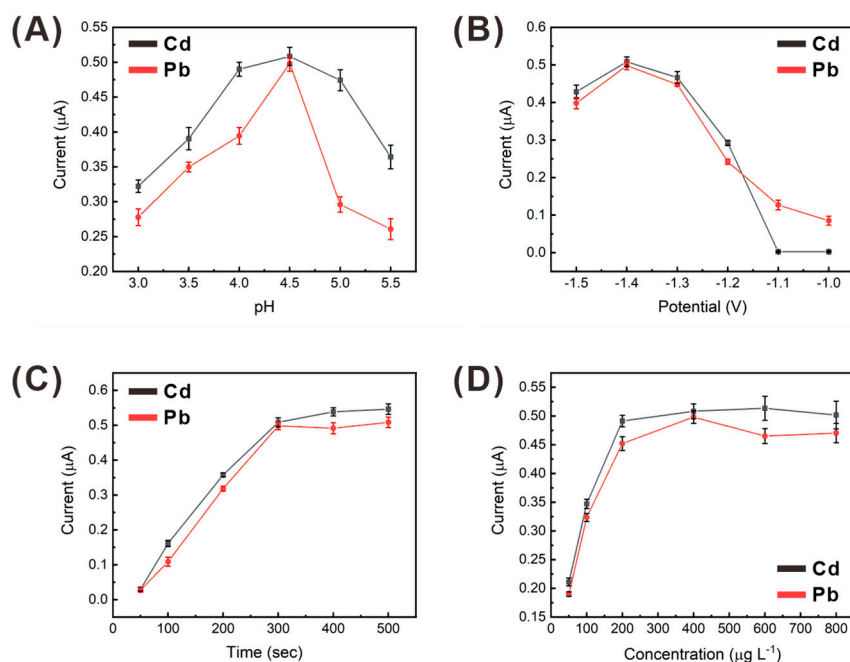 (A)
Cd
Pb
Current (μA)
0.55
0.50
0.45
0.40
0.35
0.30
0.25
0.20
3.0 3.5 4.0 4.5 5.0 5.5
pH
(B)
Cd
Pb
Current (μA)
0.6
0.5
0.4
0.3
0.2
0.1
0.0
-1.5 -1.4 -1.3 -1.2 -1.1 -1.0
Potential (V)
(C)
Cd
Pb
Current (μA)
0.6
0.5
0.4
0.3
0.2
0.1
0.0
0 100 200 300 400 500
Time (sec)
(D)
Cd
Pb
Current (μA)
0.55
0.50
0.45
0.40
0.35
0.30
0.25
0.20
0.15
0 100 200 300 400 500 600 700 800
Concentration (μg L⁻¹)